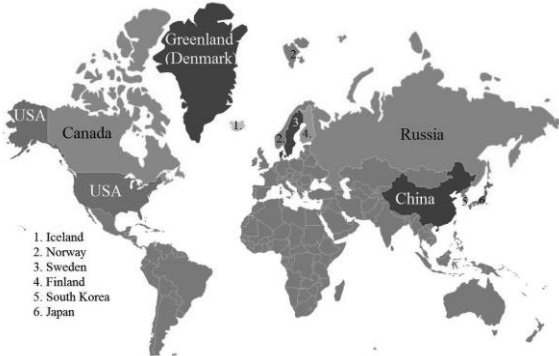 Greenland
(Denmark)
2
USA
Canada
1
3
2
4
Russia
USA
China
5
6
1. Iceland
2. Norway
3. Sweden
4. Finland
5. South Korea
6. Japan